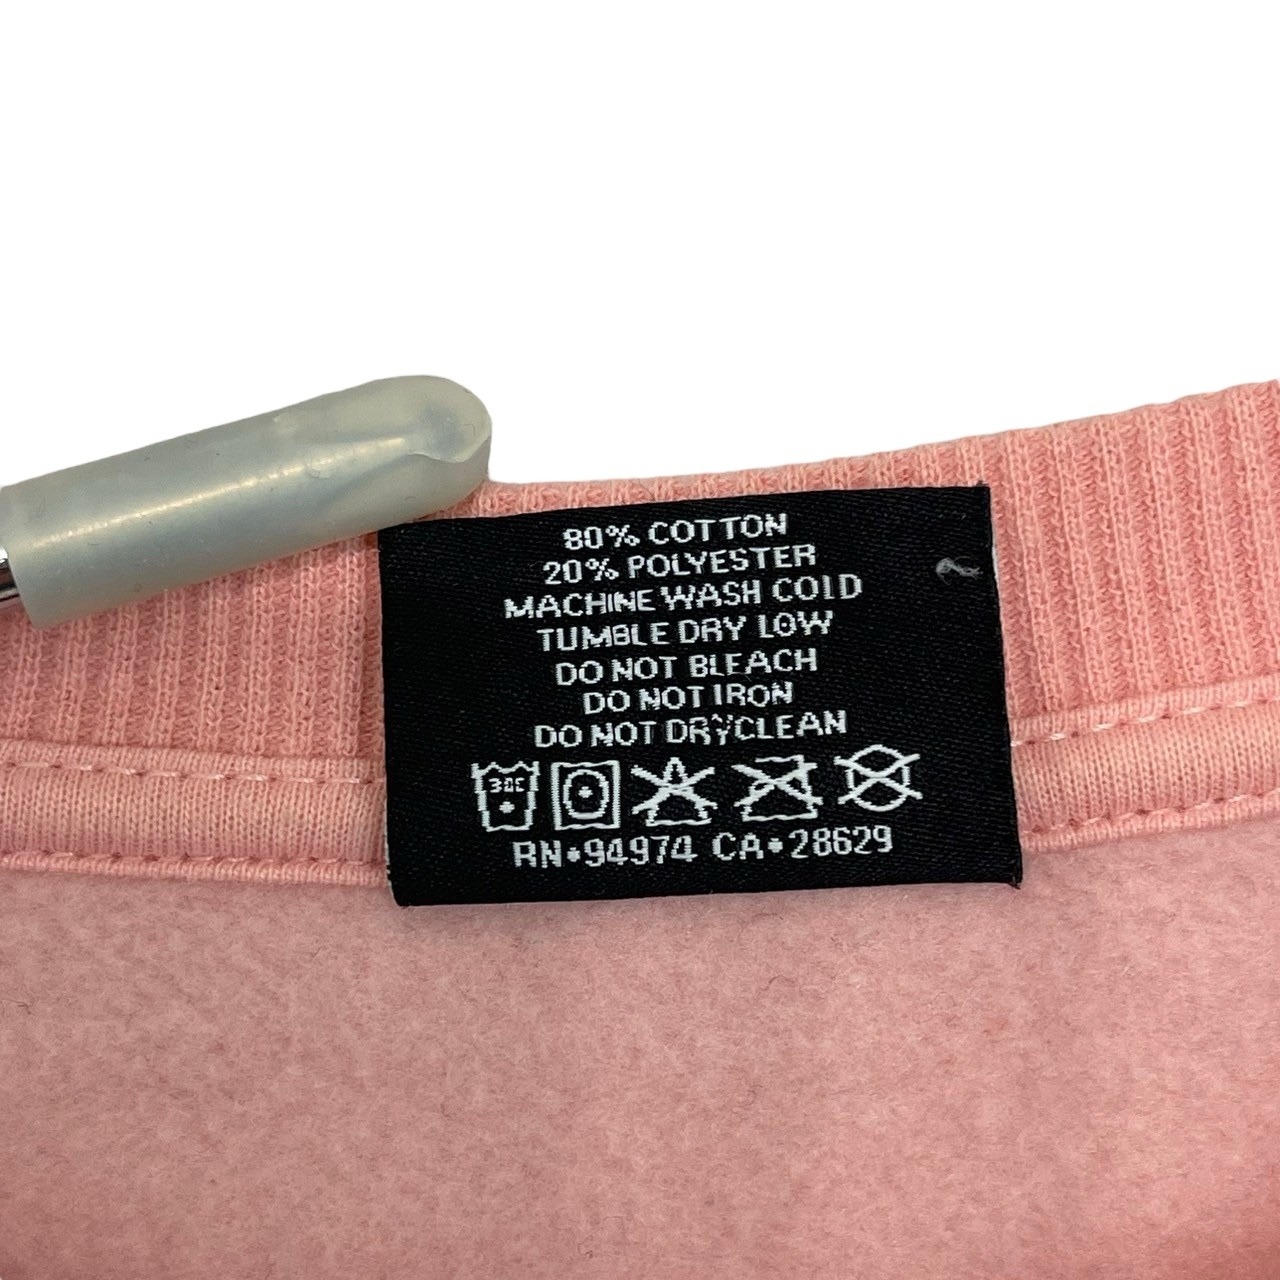 80% COTTON
20% POLYESTER
MACHINE WASH COLD
TUMBLE DRY LOW
DO NOT BLEACH
DO NOT IRON
DO NOT DRYCLEAN
30C
RN•94974 CA•28629